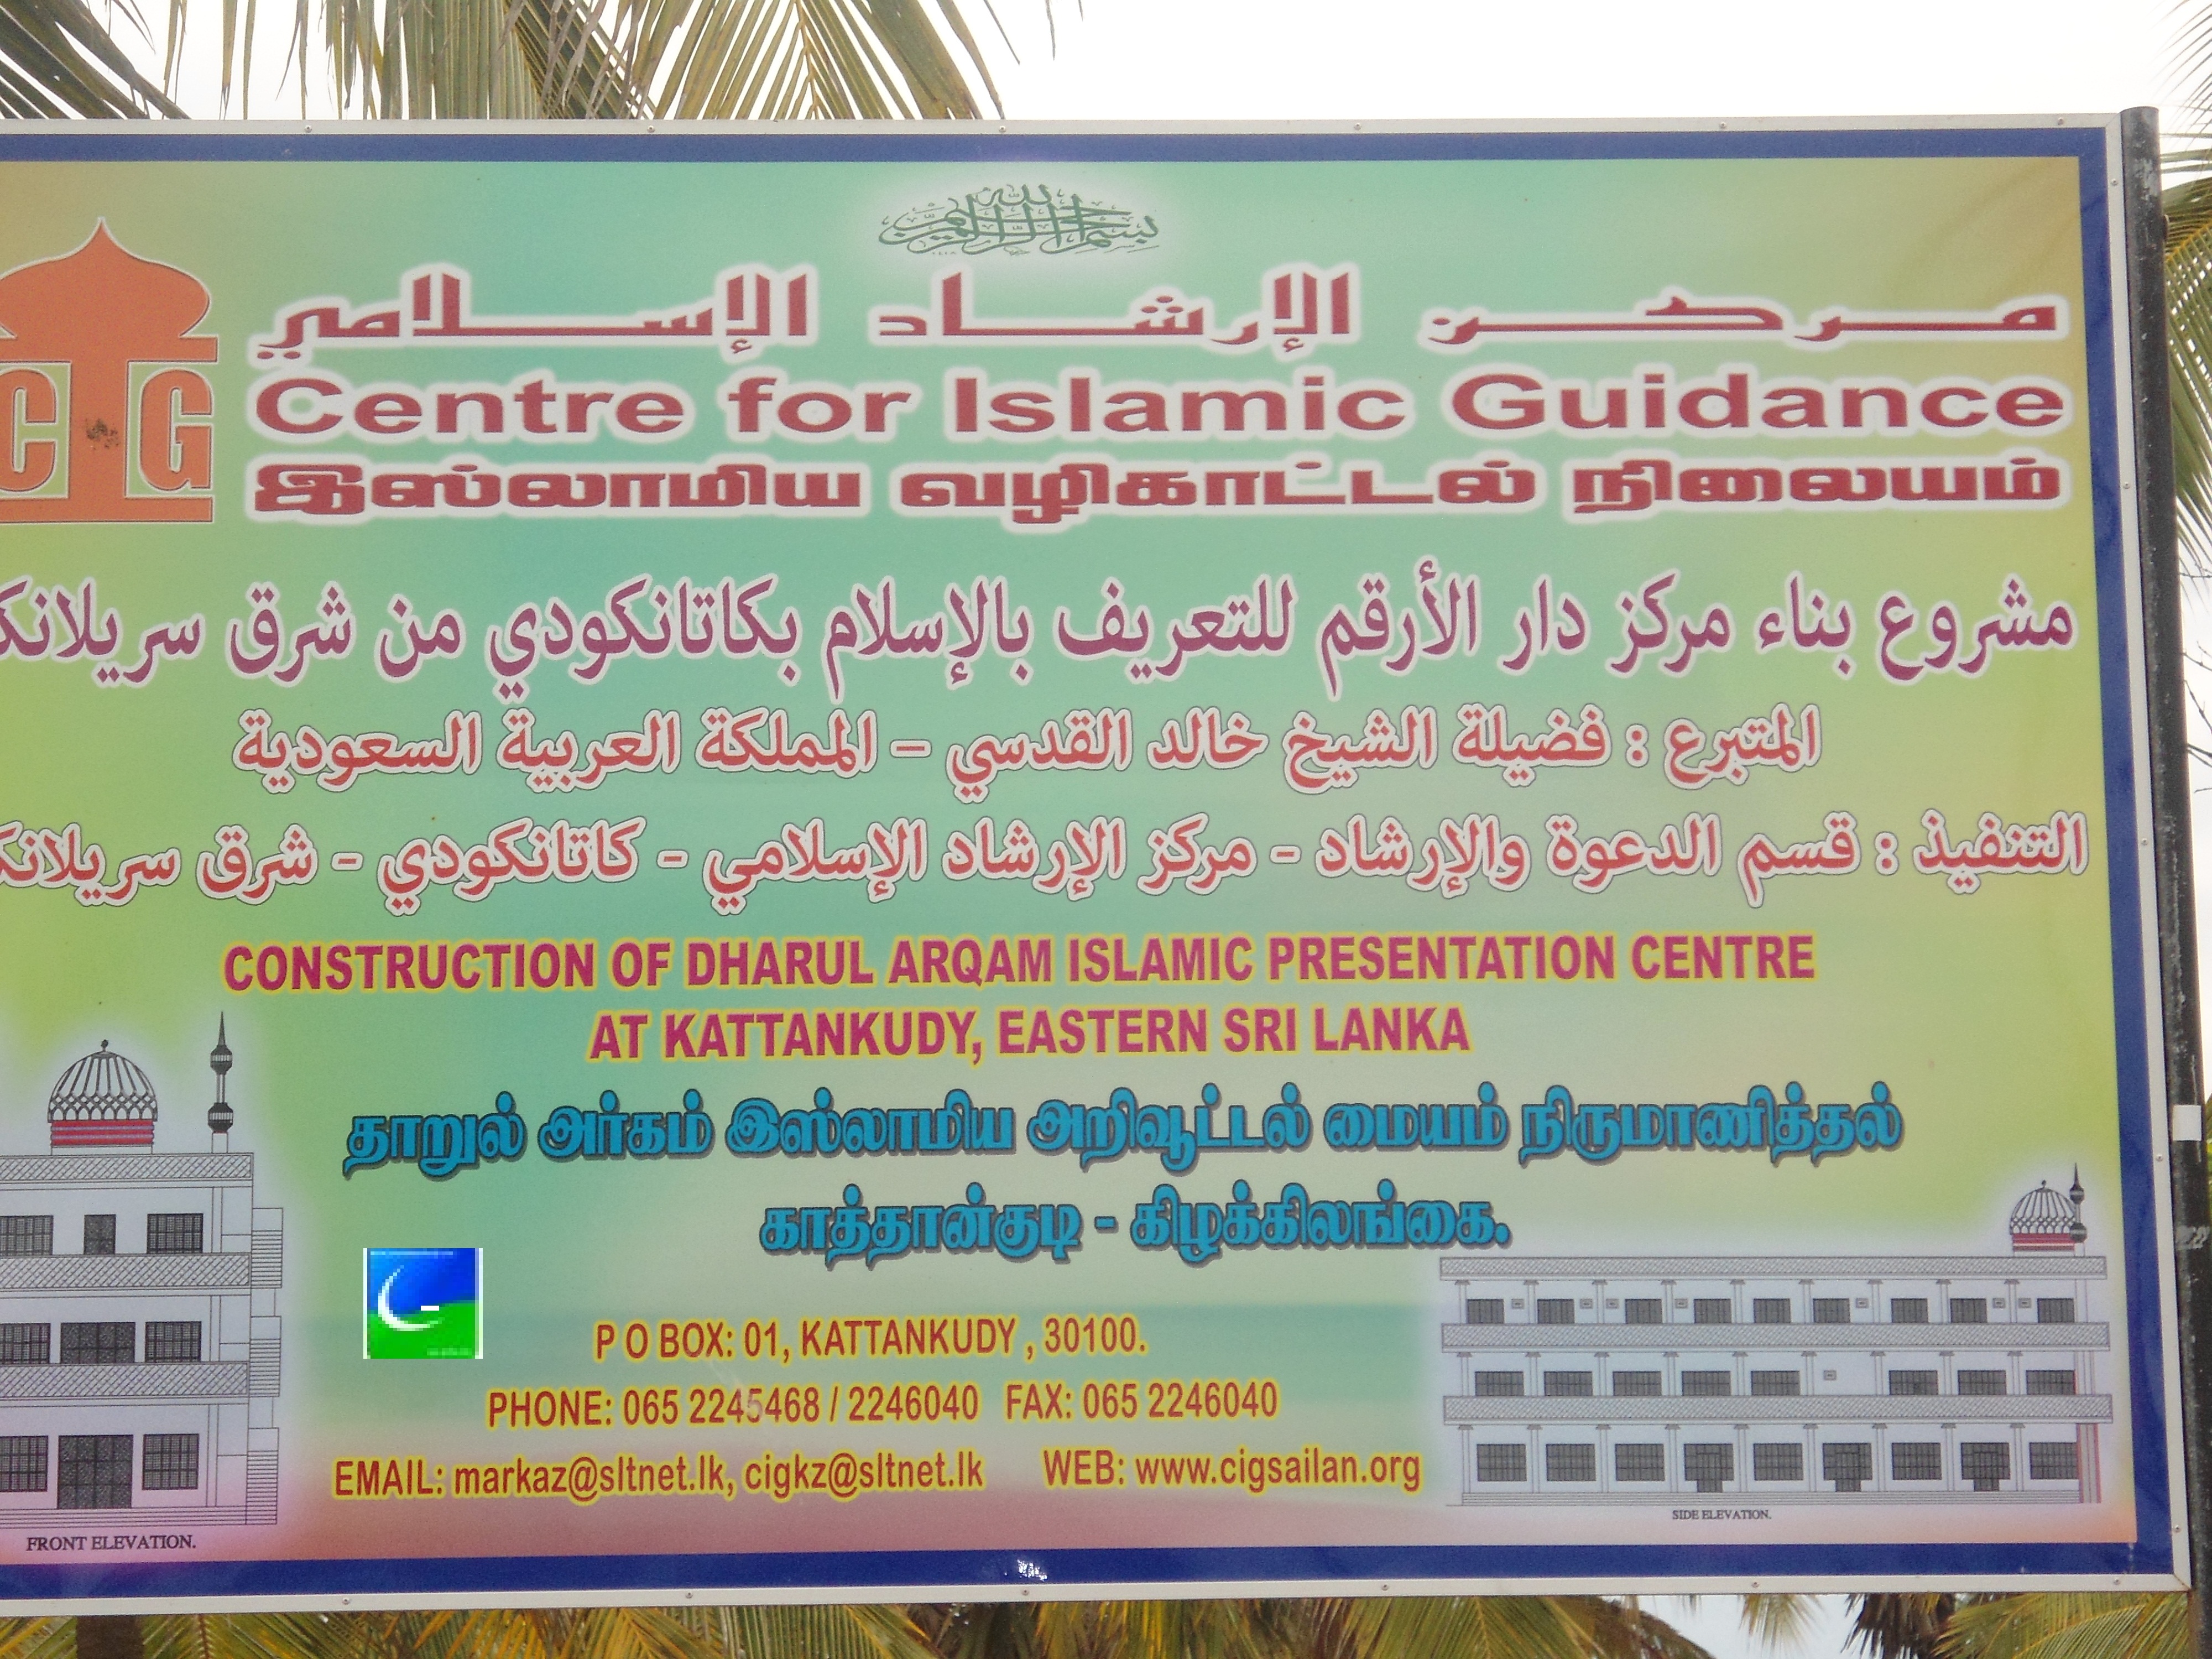 بسم الله الرحمن الرحيم
مركز الإرشاد الإسلامي
Centre for Islamic Guidance
இஸ்லாமிய வழிகாட்டல் நிலையம்
C G
مشروع بناء مركز دار الأرقم للتعريف بالإسلام بكاتانكودي من شرق سريلانك
المتبرع : فضيلة الشيخ خالد القدسي – المملكة العربية السعودية
التنفيذ : قسم الدعوة والإرشاد - مركز الإرشاد الإسلامي - كاتانكودي - شرق سريلانك
CONSTRUCTION OF DHARUL ARQAM ISLAMIC PRESENTATION CENTRE
AT KATTANKUDY, EASTERN SRI LANKA
தாறுல் அர்கம் இஸ்லாமிய அறிவூட்டல் மையம் நிருமாணித்தல்
காத்தான்குடி - கிழக்கிலங்கை.
P O BOX: 01, KATTANKUDY , 30100.
PHONE: 065 2245468 / 2246040 FAX: 065 2246040
EMAIL: markaz@sltnet.lk, cigkz@sltnet.lk WEB: www.cigsailan.org
FRONT ELEVATION.
SIDE ELEVATION.